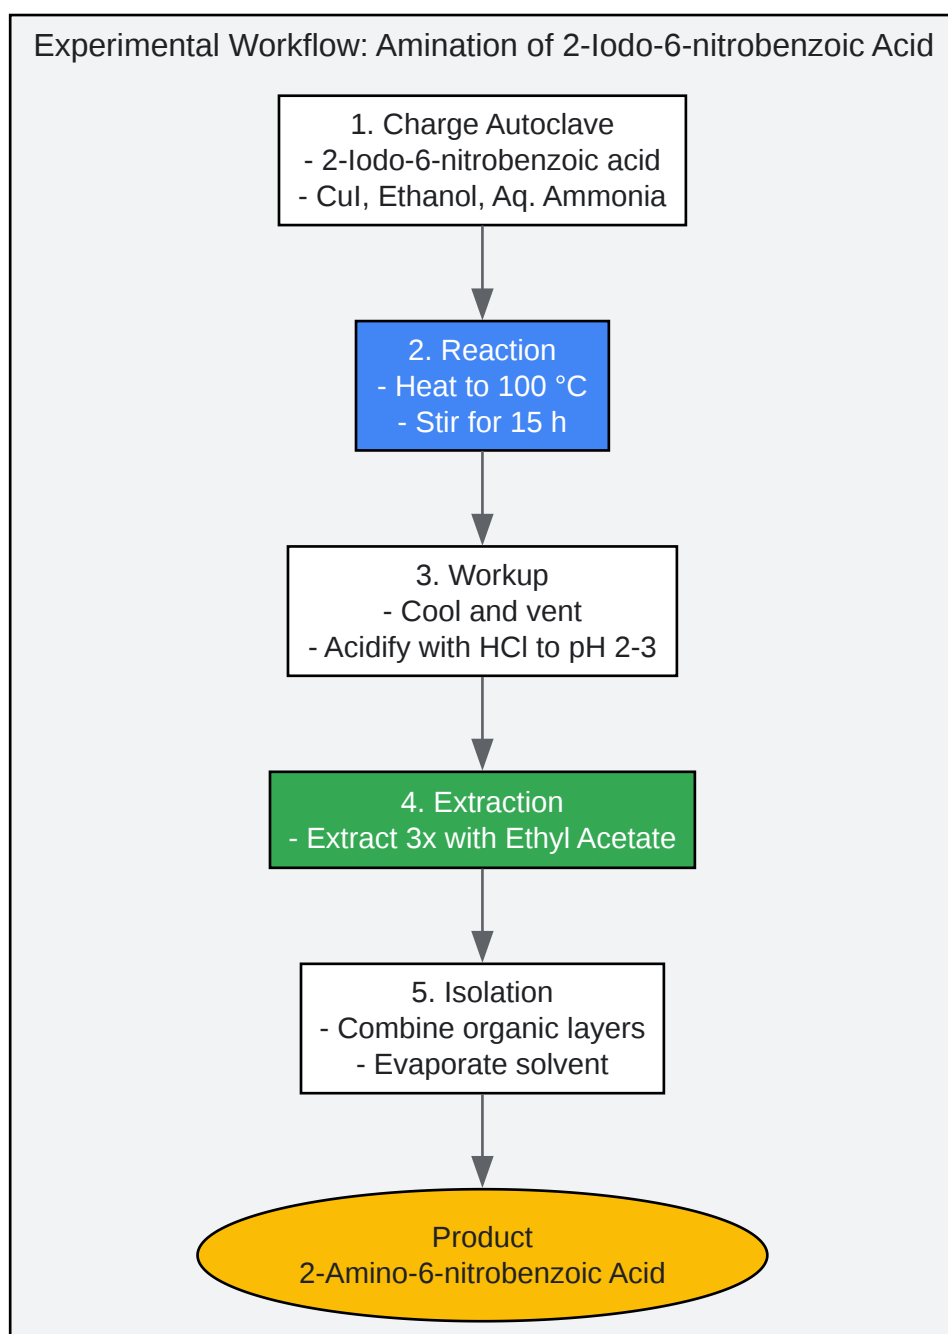 Experimental Workflow: Amination of 2-Iodo-6-nitrobenzoic Acid
1. Charge Autoclave
- 2-Iodo-6-nitrobenzoic acid
- CuI, Ethanol, Aq. Ammonia
2. Reaction
- Heat to 100 °C
- Stir for 15 h
3. Workup
- Cool and vent
- Acidify with HCl to pH 2-3
4. Extraction
- Extract 3x with Ethyl Acetate
5. Isolation
- Combine organic layers
- Evaporate solvent
Product
2-Amino-6-nitrobenzoic Acid